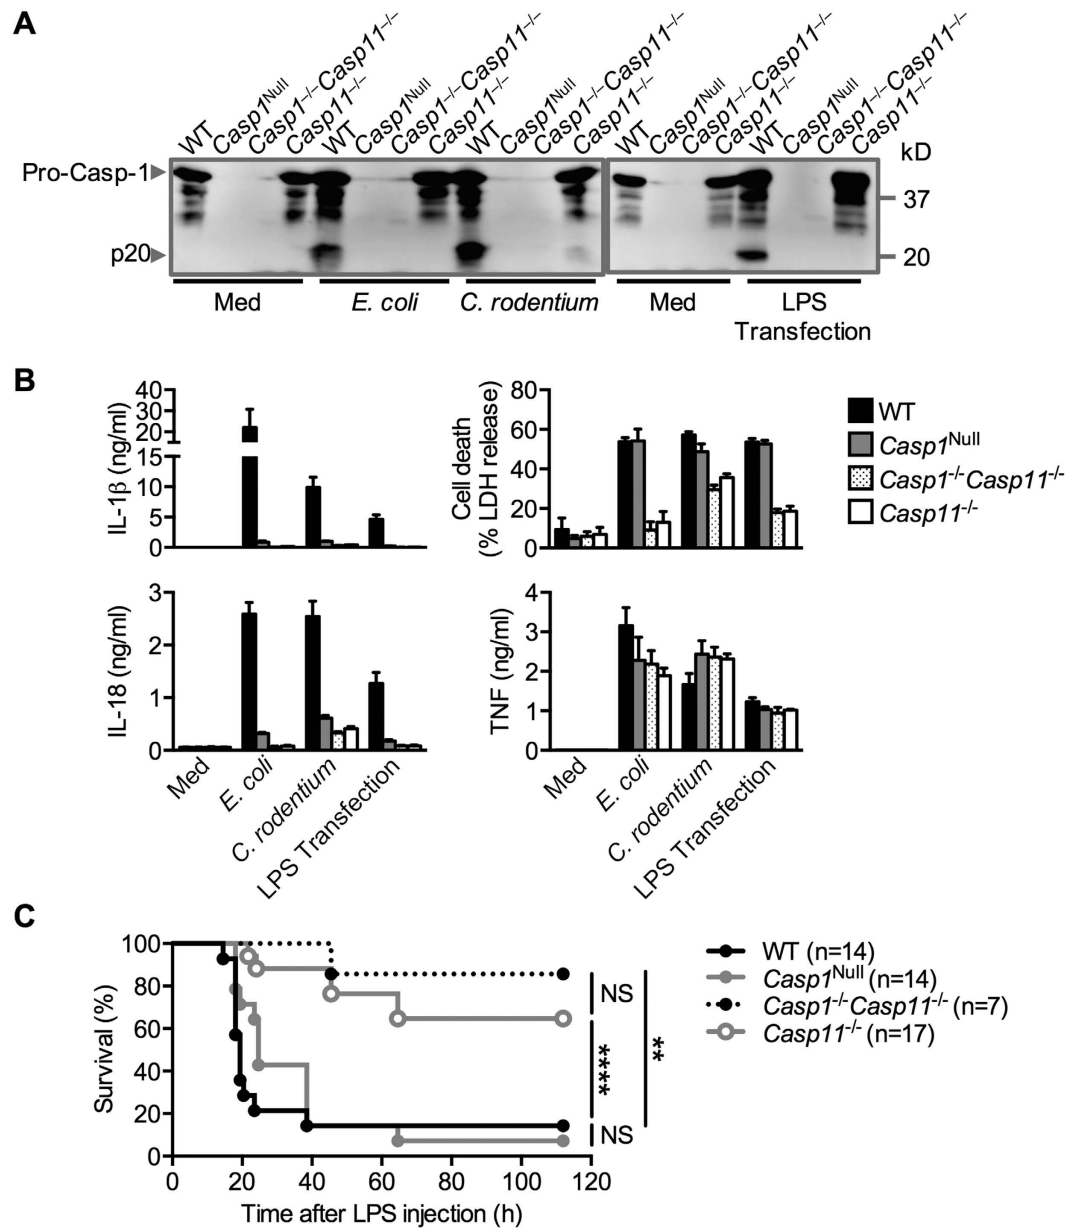 A
WT Casp1Null Casp1–/–Casp11–/– Casp11–/– WT Casp1Null Casp1–/–Casp11–/– Casp11–/– WT Casp1Null Casp1–/–Casp11–/– Casp11–/– WT Casp1Null Casp1–/–Casp11–/– Casp11–/– WT Casp1Null Casp1–/–Casp11–/– Casp11–/–
kD
Pro-Casp-1
37
p20
20
Med E. coli C. rodentium Med LPS
Transfection
B
IL-1β (ng/ml)
40
30
20
15
10
5
0
Cell death
(% LDH release)
80
60
40
20
0
WT
Casp1Null
Casp1-/-Casp11-/-
Casp11-/-
IL-18 (ng/ml)
3
2
1
0
Med
E. coli
C. rodentium
LPS Transfection
TNF (ng/ml)
4
3
2
1
0
Med
E. coli
C. rodentium
LPS Transfection
C
Survival (%)
100
80
60
40
20
0
0 20 40 60 80 100 120
Time after LPS injection (h)
NS
****
**
NS
WT (n=14)
Casp1Null (n=14)
Casp1-/-Casp11-/- (n=7)
Casp11-/- (n=17)